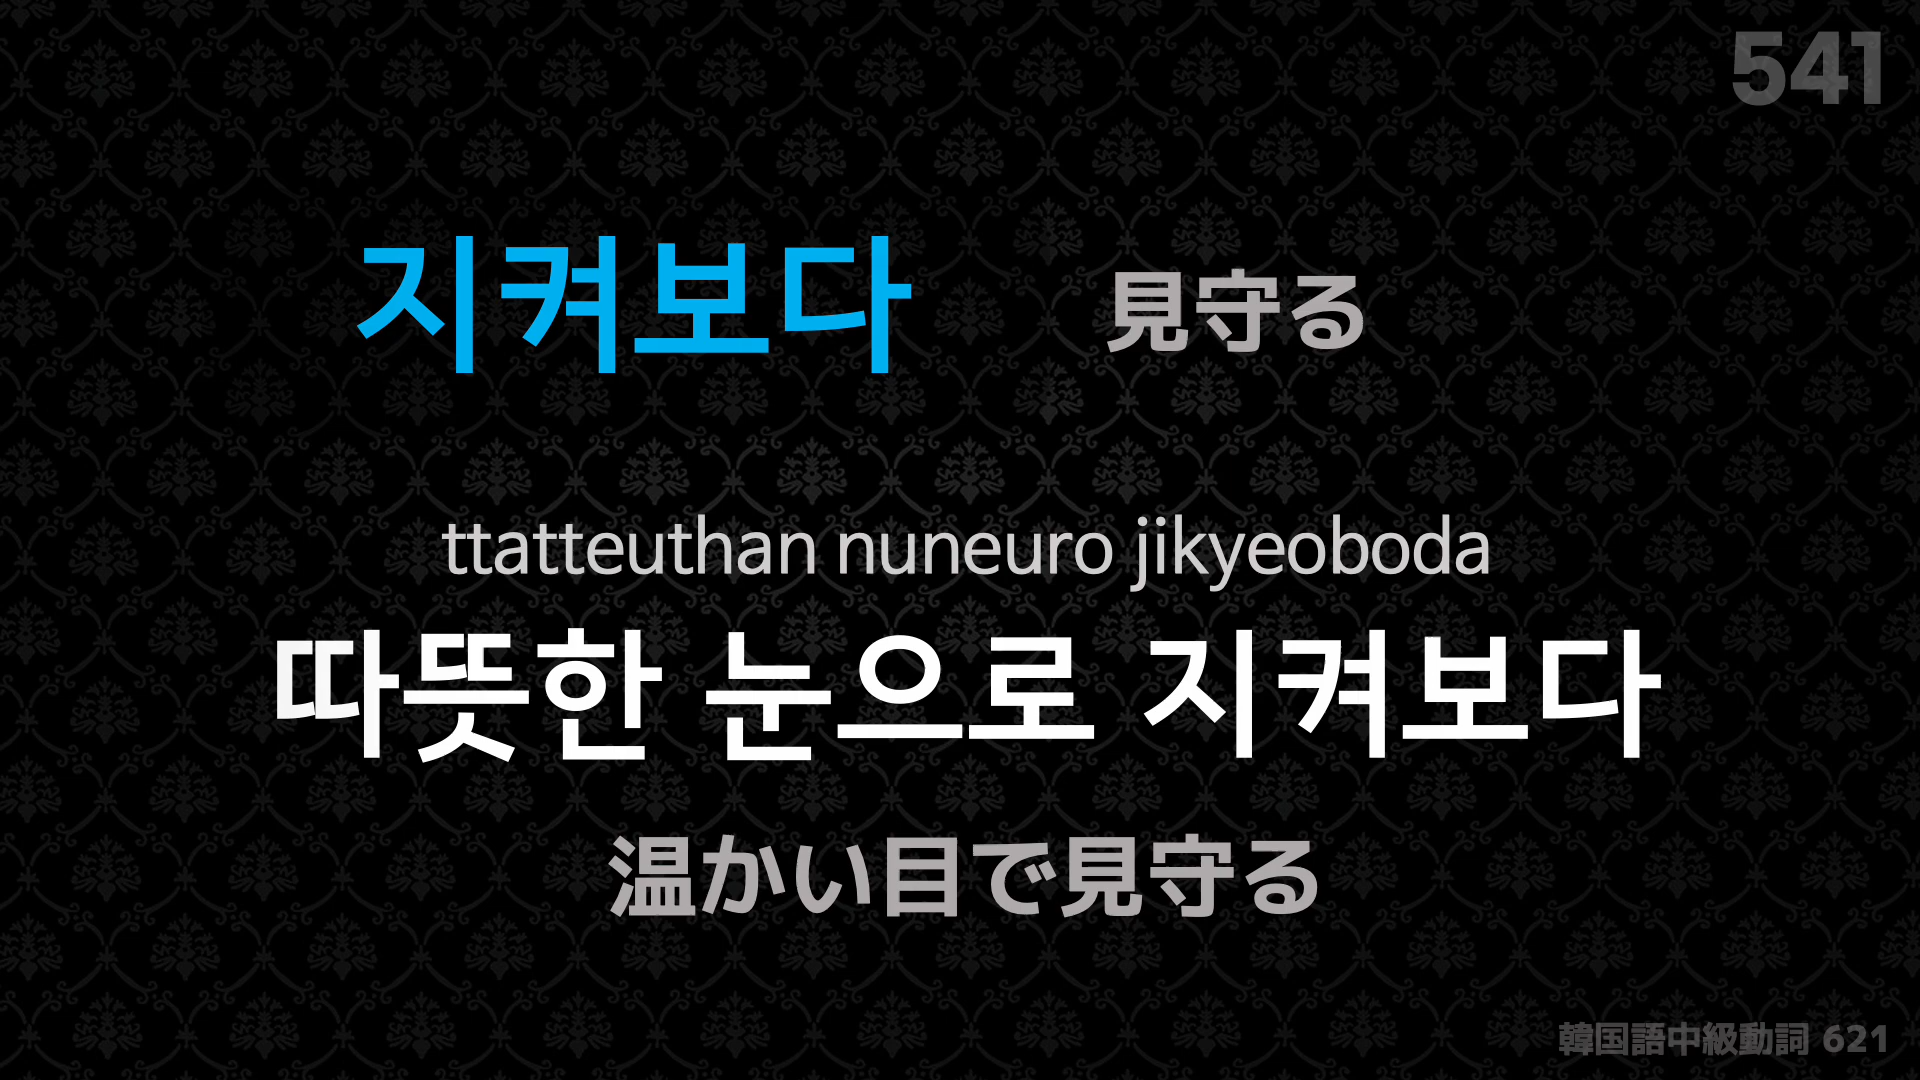 541
지켜보다 見守る
ttatteuthan nuneuro jikyeoboda
따뜻한 눈으로 지켜보다
温かい目で見守る
韓国語中級動詞 621